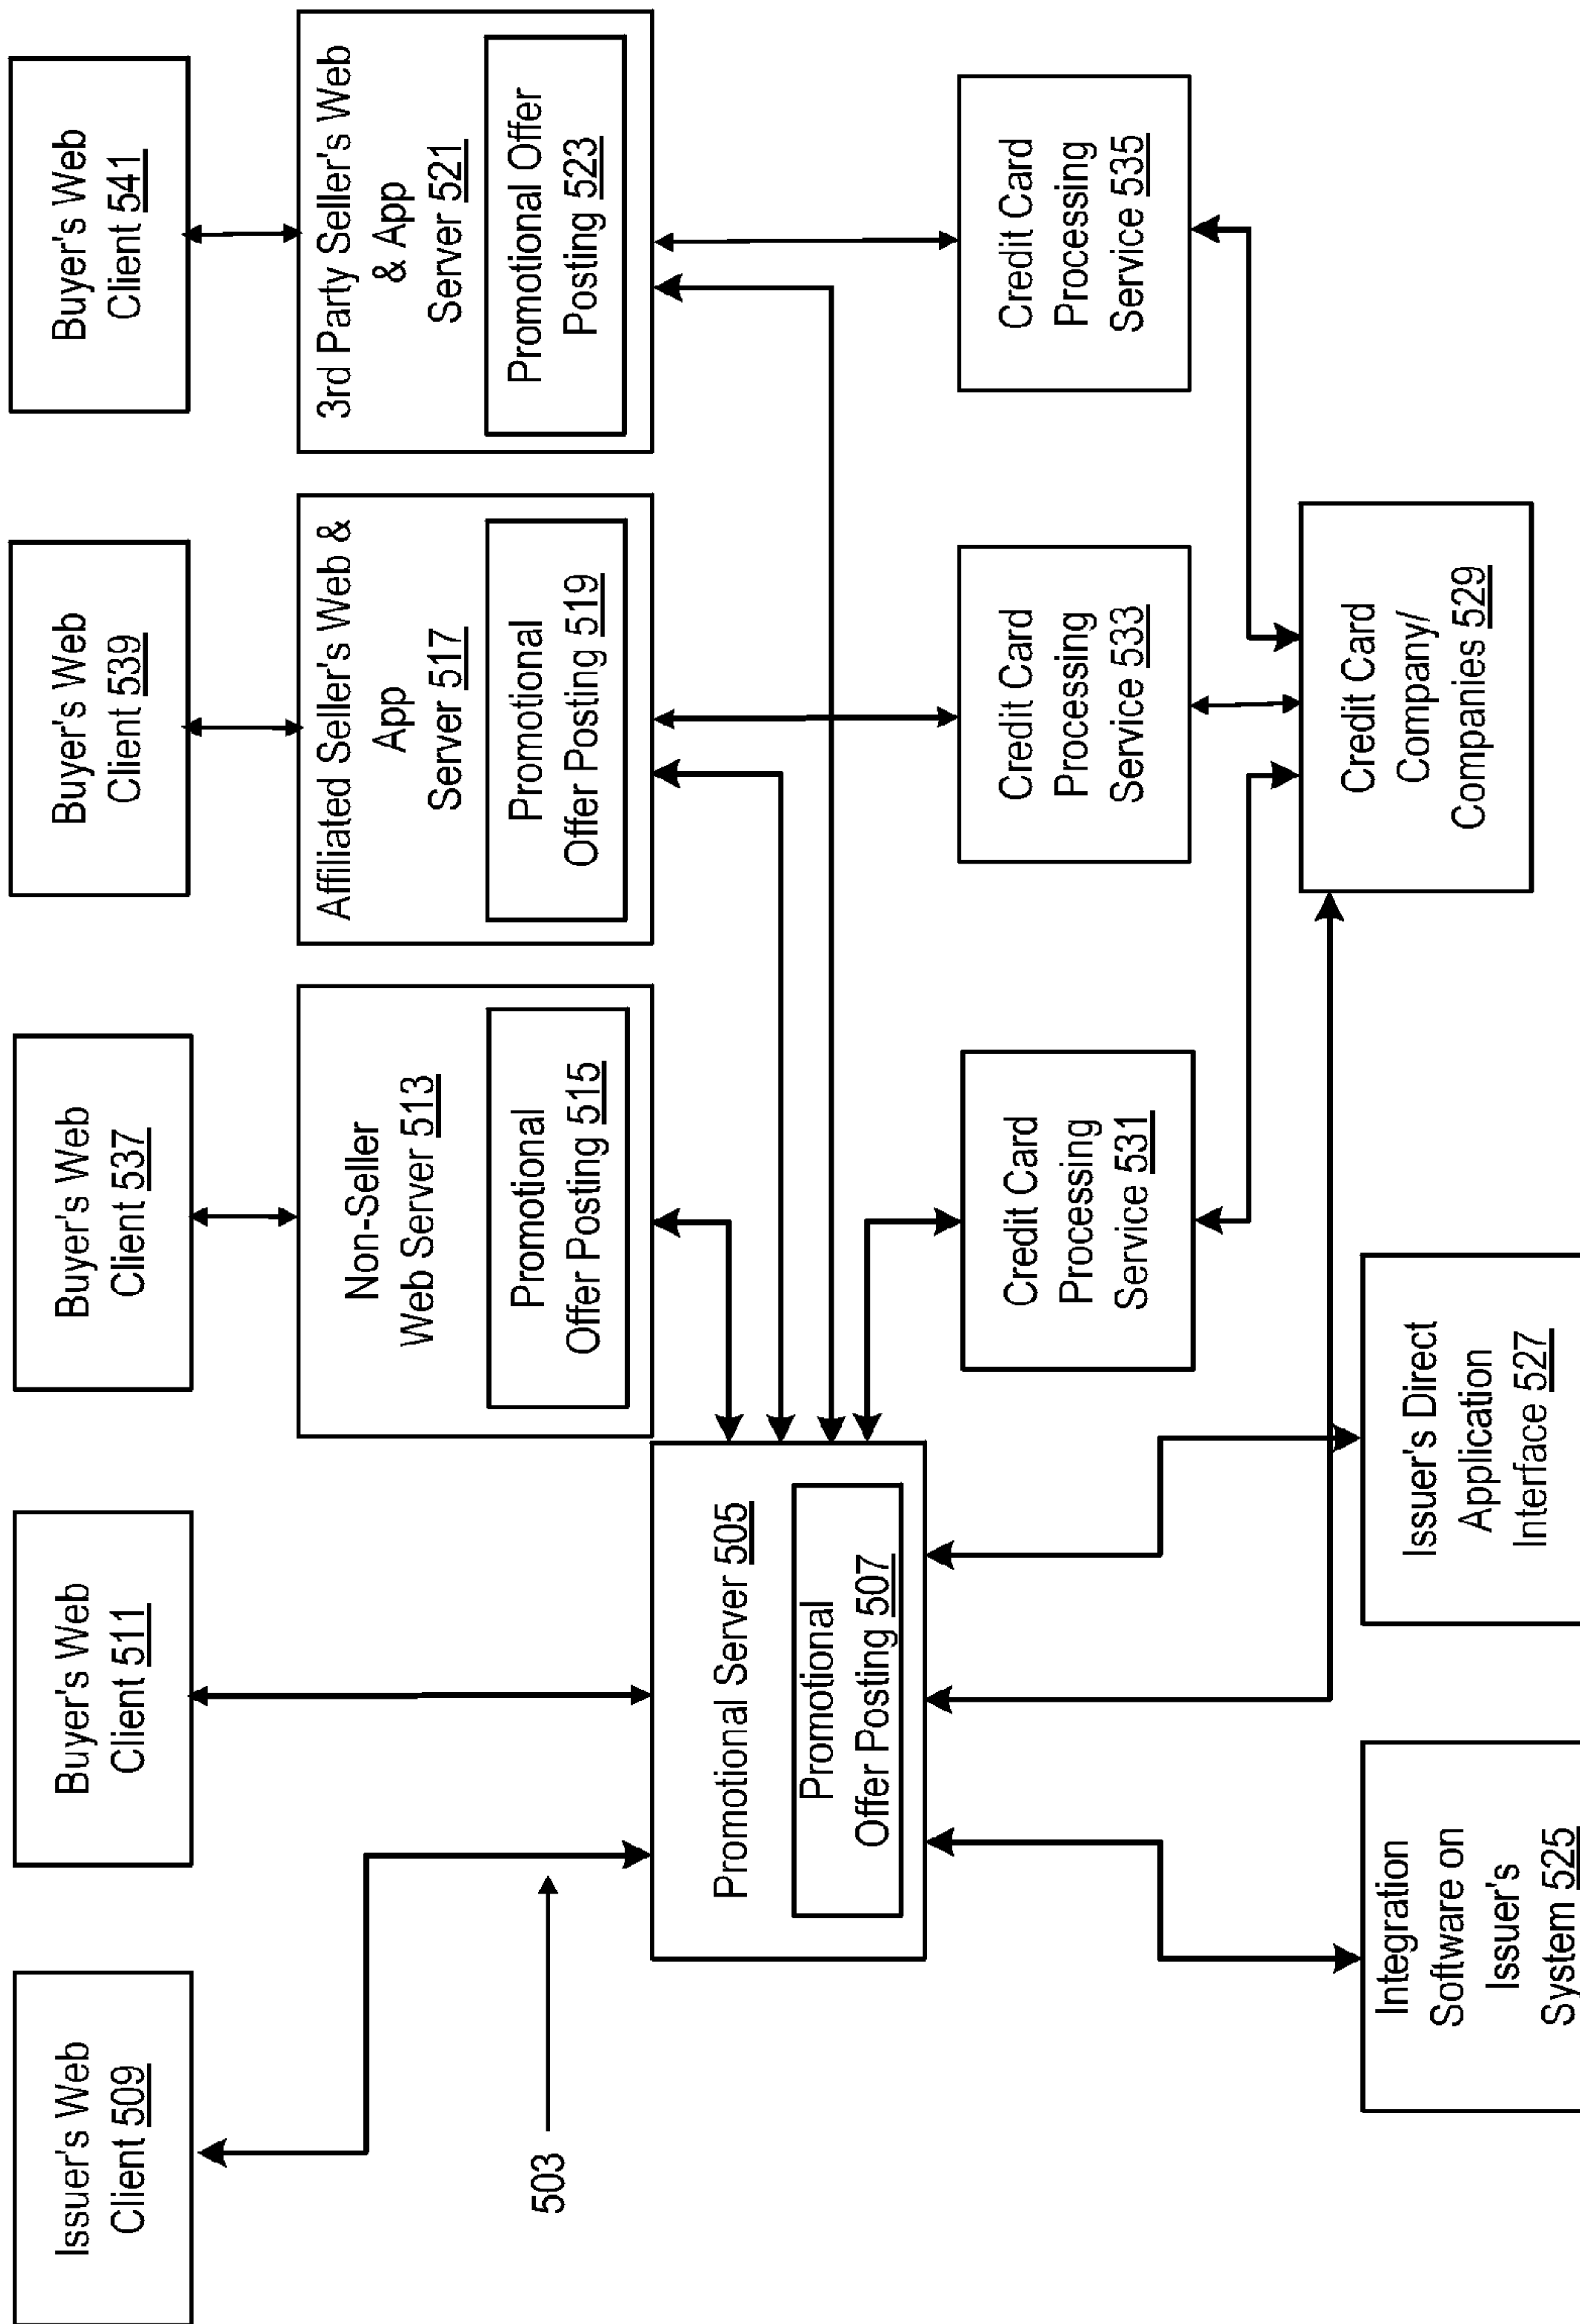 Issuer's Web
Client 509
Buyer's Web
Client 511
Buyer's Web
Client 537
Buyer's Web
Client 539
Buyer's Web
Client 541
503
Non-Seller
Web Server 513
Promotional
Offer Posting 515
Affiliated Seller's Web &
App
Server 517
Promotional
Offer Posting 519
3rd Party Seller's Web
& App
Server 521
Promotional Offer
Posting 523
Promotional Server 505
Promotional
Offer Posting 507
Credit Card
Processing
Service 531
Credit Card
Processing
Service 533
Credit Card
Processing
Service 535
Integration
Software on
Issuer's
System 525
Issuer's Direct
Application
Interface 527
Credit Card
Company/
Companies 529